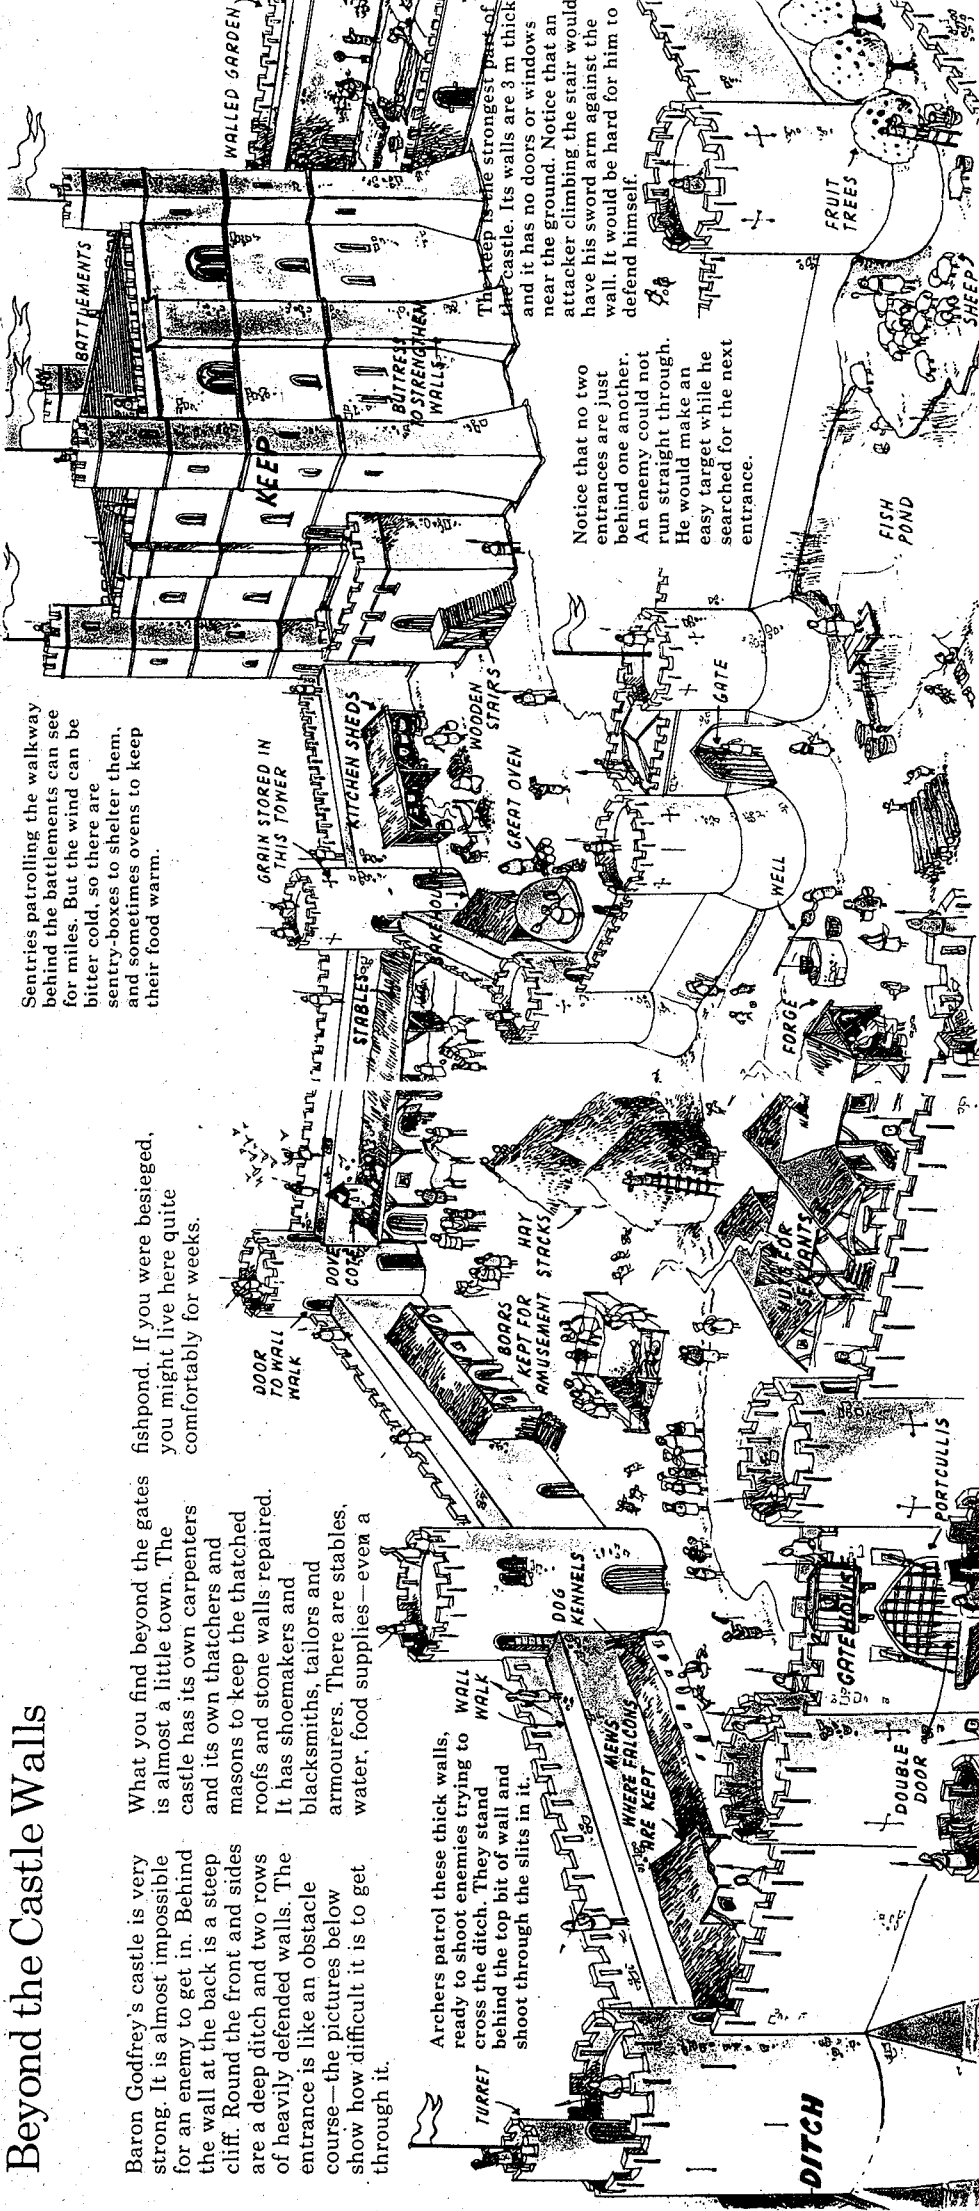 Beyond the Castle Walls
Baron Godfrey's castle is very
strong. It is almost impossible
for an enemy to get in. Behind
the wall at the back is a steep
cliff. Round the front and sides
are a deep ditch and two rows
of heavily defended walls. The
entrance is like an obstacle
course—the pictures below
show how difficult it is to get
through it.
What you find beyond the gates
is almost a little town. The
castle has its own carpenters
and its own thatchers and
masons to keep the thatched
roofs and stone walls repaired.
It has shoemakers and
blacksmiths, tailors and
armourers. There are stables,
water, food supplies—even a
fishpond. If you were besieged,
you might live here quite
comfortably for weeks.
Sentries patrolling the walkway
behind the battlements can see
for miles. But the wind can be
bitter cold, so there are
sentry-boxes to shelter them,
and sometimes ovens to keep
their food warm.
Archers patrol these thick walls,
ready to shoot enemies trying to
cross the ditch. They stand
behind the top bit of wall and
shoot through the slits in it.
TURRET
DITCH
WALL
WALK
MEWS
WHERE FALCONS
ARE KEPT
DOG
KENNELS
DOUBLE
DOOR
GATEHOUSE
PORTCULLIS
DOOR
TO WALL
WALK
DOVE
COTE
BOARS
KEPT FOR
AMUSEMENT
HAY
STACKS
HUTS FOR
SERVANTS
STABLES
GRAIN STORED IN
THIS TOWER
BAKEHOUSE
KITCHEN SHEDS
GREAT OVEN
WOODEN
STAIRS
FORGE
WELL
GATE
KEEP
BATTLEMENTS
BUTTRESS
TO STRENGTHEN
WALLS
WALLED GARDEN
The keep is the strongest part of
the castle. Its walls are 3 m thick
and it has no doors or windows
near the ground. Notice that an
attacker climbing the stair would
have his sword arm against the
wall. It would be hard for him to
defend himself.
Notice that no two
entrances are just
behind one another.
An enemy could not
run straight through.
He would make an
easy target while he
searched for the next
entrance.
FISH
POND
FRUIT
TREES
SHEEP